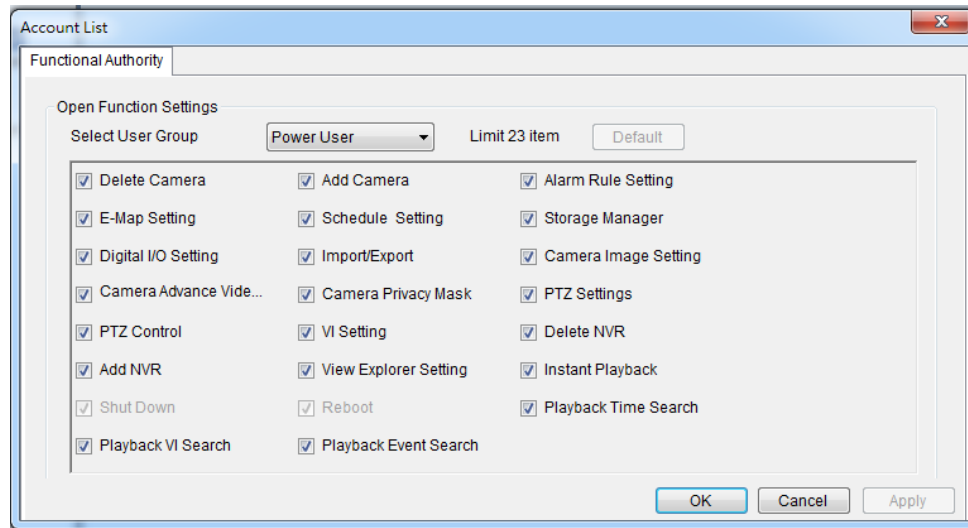 Account List
Functional Authority
Open Function Settings
Select User Group Power User Limit 23 item Default
Delete Camera Add Camera Alarm Rule Setting
E-Map Setting Schedule Setting Storage Manager
Digital I/O Setting Import/Export Camera Image Setting
Camera Advance Vide... Camera Privacy Mask PTZ Settings
PTZ Control VI Setting Delete NVR
Add NVR View Explorer Setting Instant Playback
Shut Down Reboot Playback Time Search
Playback VI Search Playback Event Search
OK Cancel Apply